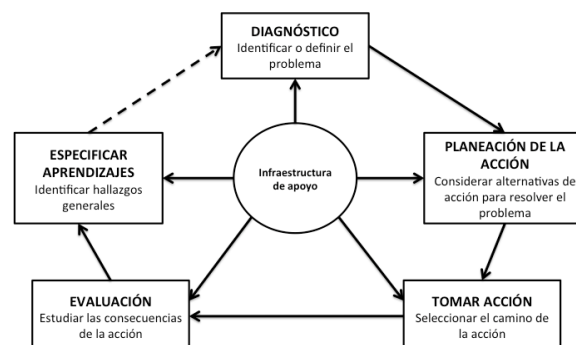 DIAGNÓSTICO
Identificar o definir el
problema
ESPECIFICAR
APRENDIZAJES
Identificar hallazgos
generales
Infraestructura
de apoyo
PLANEACIÓN DE LA
ACCIÓN
Considerar alternativas de
acción para resolver el
problema
EVALUACIÓN
Estudiar las consecuencias
de la acción
TOMAR ACCIÓN
Seleccionar el camino de
la acción